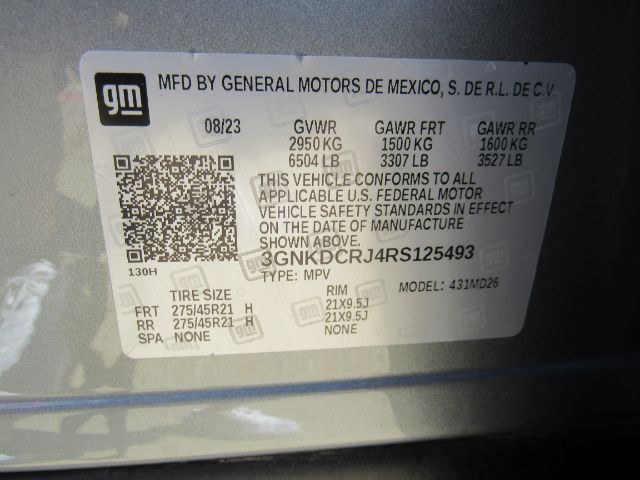 gm
MFD BY GENERAL MOTORS DE MEXICO, S. DE R.L. DE C.V.
08/23 GVWR GAWR FRT GAWR RR
2950 KG 1500 KG 1600 KG
6504 LB 3307 LB 3527 LB
THIS VEHICLE CONFORMS TO ALL
APPLICABLE U.S. FEDERAL MOTOR
VEHICLE SAFETY STANDARDS IN EFFECT
ON THE DATE OF MANUFACTURE
SHOWN ABOVE.
130H
3GNKDCRJ4RS125493
TYPE: MPV MODEL: 431MD26
TIRE SIZE RIM
FRT 275/45R21 H 21X9.5J
RR 275/45R21 H 21X9.5J
SPA NONE NONE